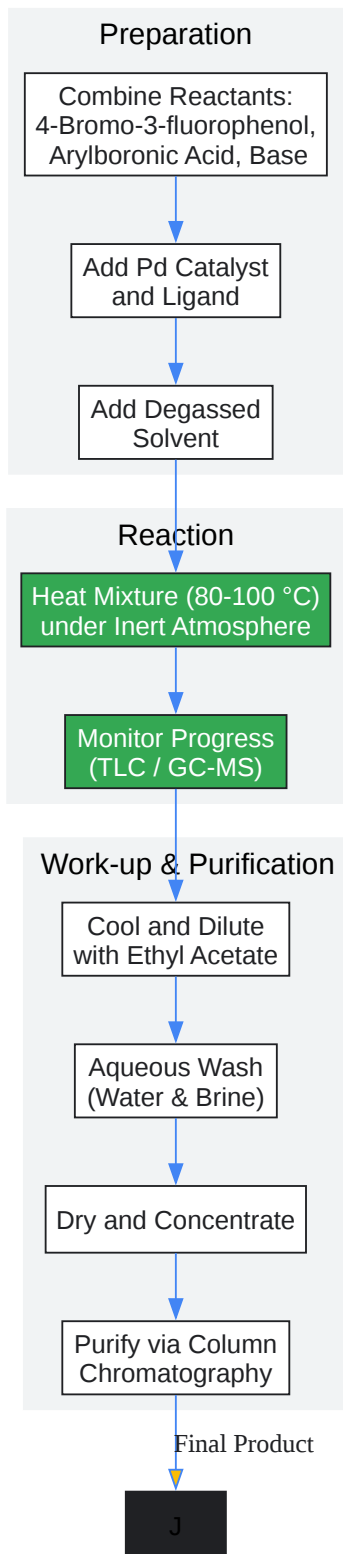 Preparation
Combine Reactants:
4-Bromo-3-fluorophenol,
Arylboronic Acid, Base
Add Pd Catalyst
and Ligand
Add Degassed
Solvent
Reaction
Heat Mixture (80-100 °C)
under Inert Atmosphere
Monitor Progress
(TLC / GC-MS)
Work-up & Purification
Cool and Dilute
with Ethyl Acetate
Aqueous Wash
(Water & Brine)
Dry and Concentrate
Purify via Column
Chromatography
Final Product
J